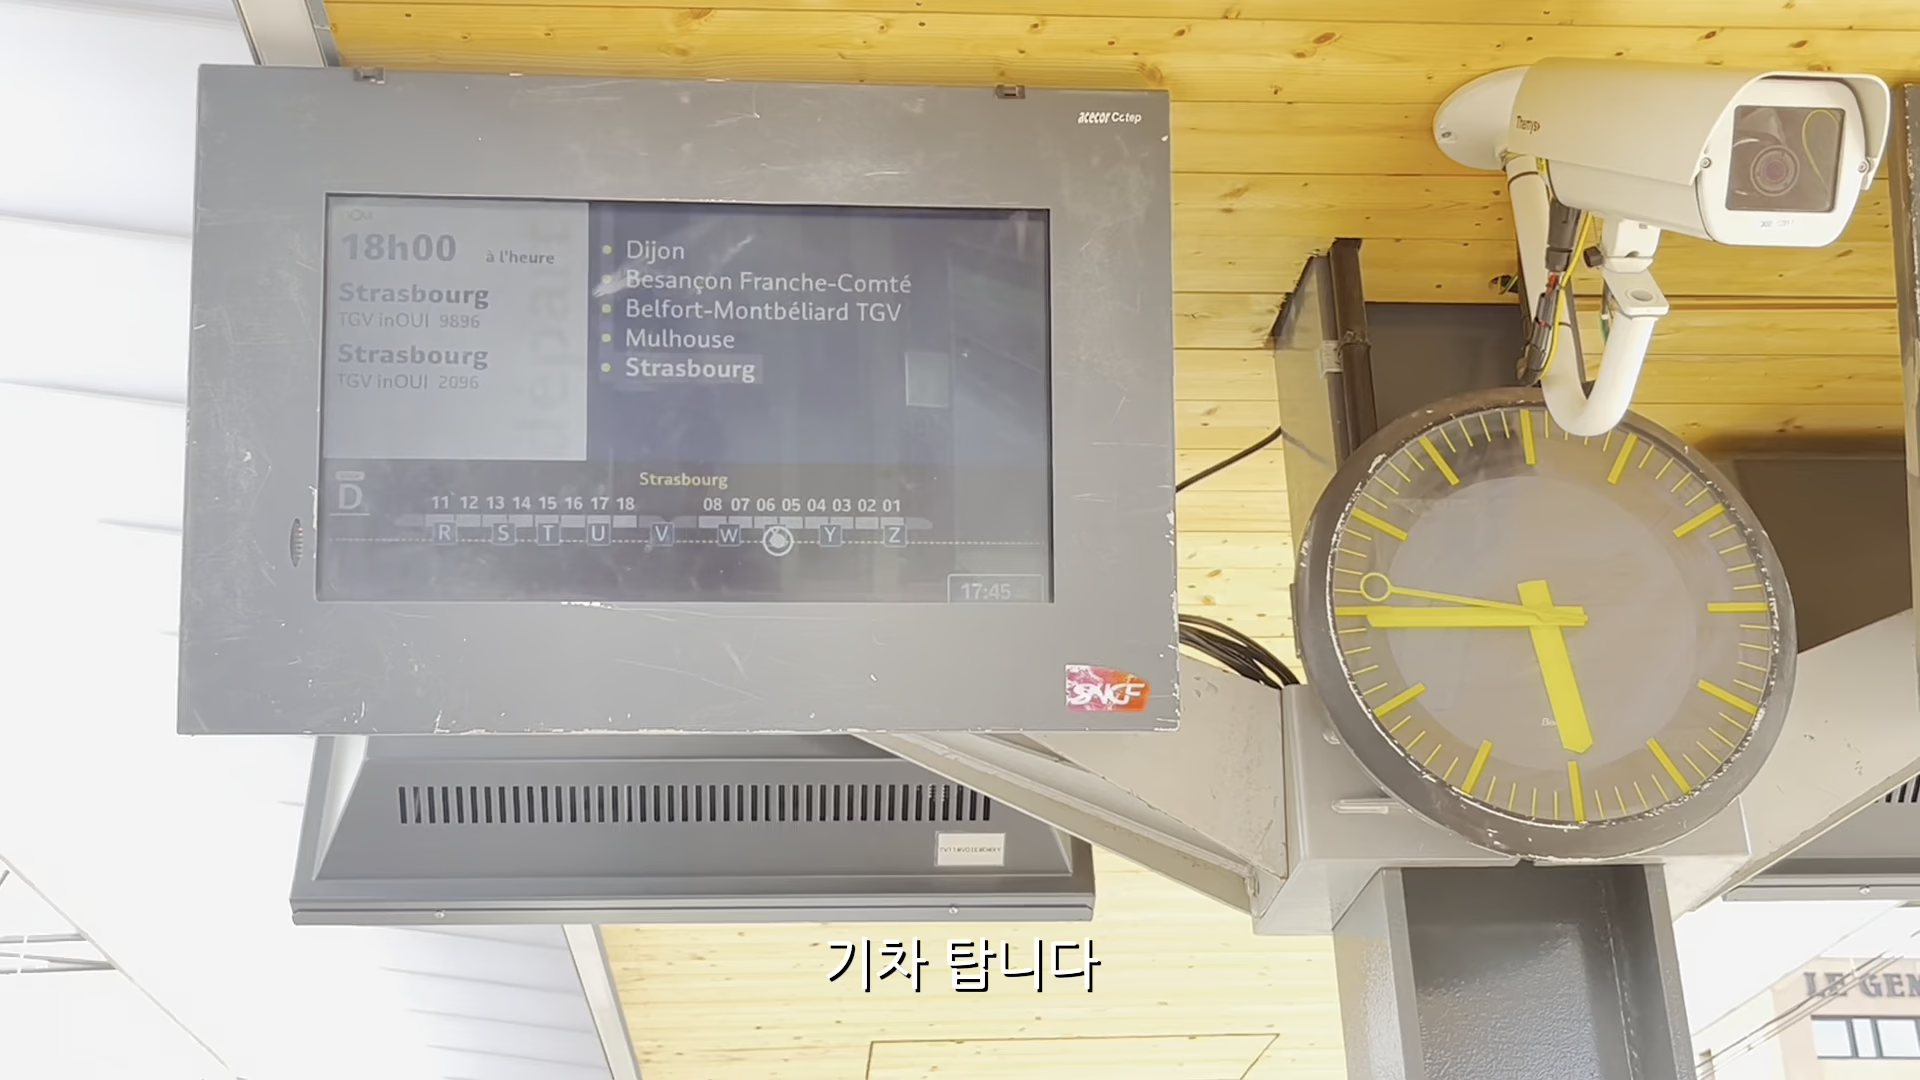 acecor Cotep
18h00 à l'heure
Strasbourg
TGV inOUI 9896
Strasbourg
TGV inOUI 2096
départ
Dijon
Besançon Franche-Comté
Belfort-Montbéliard TGV
Mulhouse
Strasbourg
Strasbourg
D
11 12 13 14 15 16 17 18 08 07 06 05 04 03 02 01
R S T U V W Y Z
17:45
SNCF
기차 탑니다
LE GEN